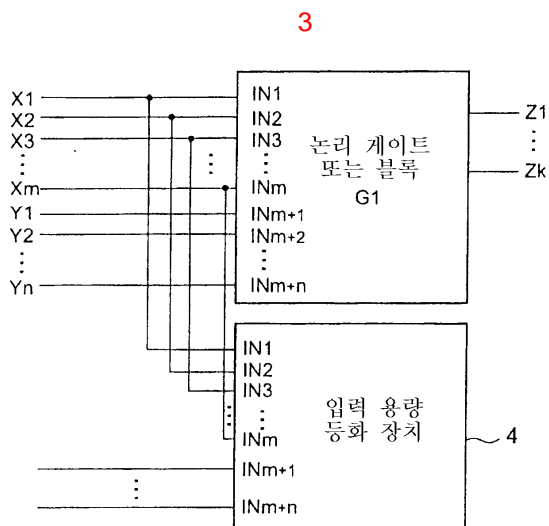 3
X1
X2
X3
Xm
Y1
Y2
Yn
IN1
IN2
IN3
INm
INm+1
INm+2
INm+n
논리 게이트
또는 블록
G1
Z1
Zk
IN1
IN2
IN3
INm
INm+1
INm+n
입력 용량
등화 장치
4